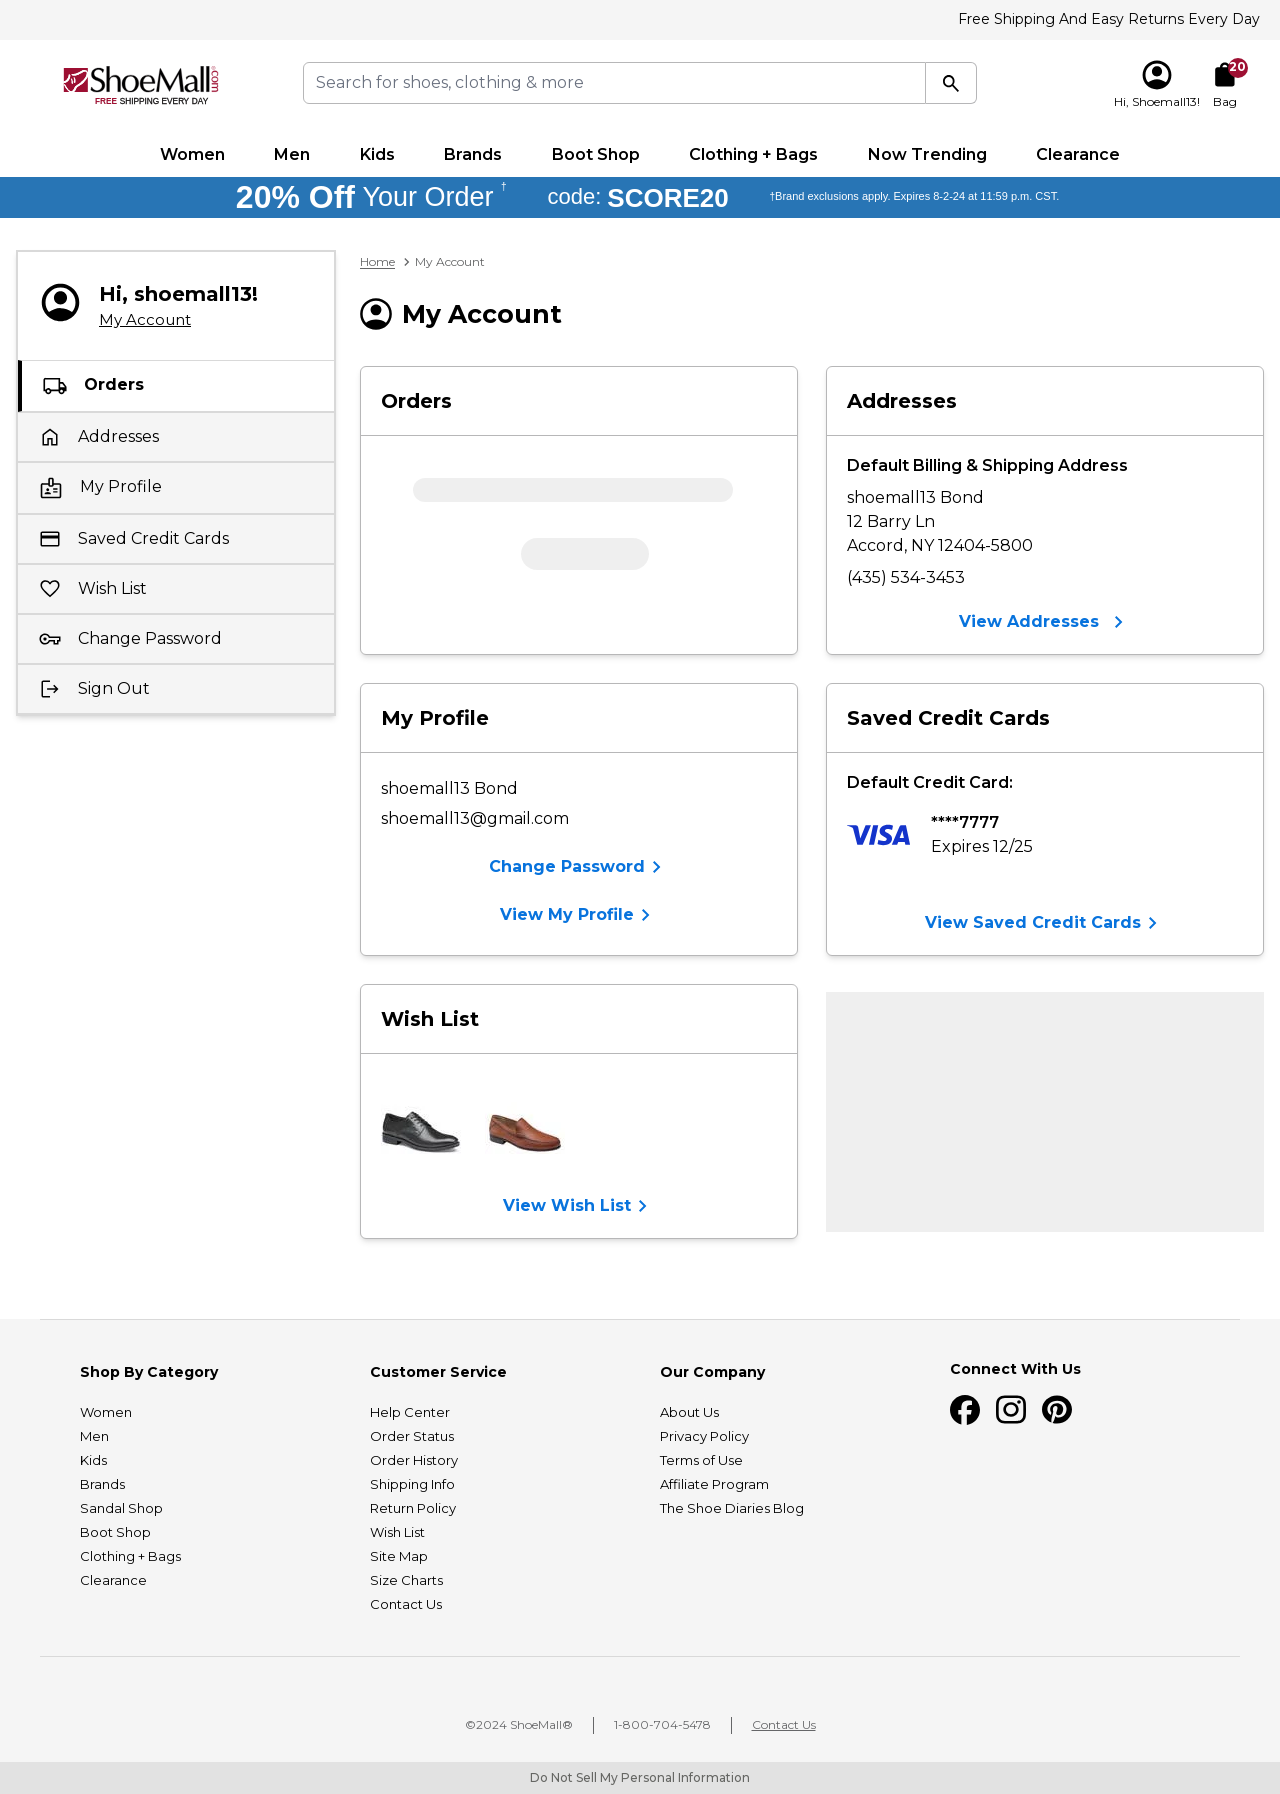 Free Shipping And Easy Returns Every Day
ShoeMall.com
FREE SHIPPING EVERY DAY
Search for shoes, clothing & more
Hi, Shoemall13!
20
Bag
Women Men Kids Brands Boot Shop Clothing + Bags Now Trending Clearance
20% Off Your Order † code: SCORE20 †Brand exclusions apply. Expires 8-2-24 at 11:59 p.m. CST.
Hi, shoemall13!
My Account
Orders
Addresses
My Profile
Saved Credit Cards
Wish List
Change Password
Sign Out
Home > My Account
My Account
Orders
Addresses
Default Billing & Shipping Address
shoemall13 Bond
12 Barry Ln
Accord, NY 12404-5800
(435) 534-3453
View Addresses
My Profile
shoemall13 Bond
shoemall13@gmail.com
Change Password
View My Profile
Saved Credit Cards
Default Credit Card:
VISA
****7777
Expires 12/25
View Saved Credit Cards
Wish List
View Wish List
Shop By Category
Women
Men
Kids
Brands
Sandal Shop
Boot Shop
Clothing + Bags
Clearance
Customer Service
Help Center
Order Status
Order History
Shipping Info
Return Policy
Wish List
Site Map
Size Charts
Contact Us
Our Company
About Us
Privacy Policy
Terms of Use
Affiliate Program
The Shoe Diaries Blog
Connect With Us
©2024 ShoeMall® 1-800-704-5478 Contact Us
Do Not Sell My Personal Information